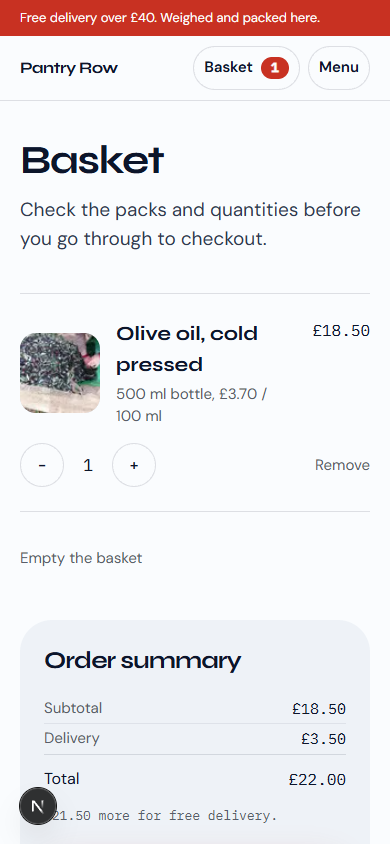 Free delivery over £40. Weighed and packed here.
Pantry Row
Basket 1
Menu
Basket
Check the packs and quantities before
you go through to checkout.
Olive oil, cold
pressed
£18.50
500 ml bottle, £3.70 /
100 ml
- 1 +
Remove
Empty the basket
Order summary
Subtotal £18.50
Delivery £3.50
Total £22.00
N
21.50 more for free delivery.